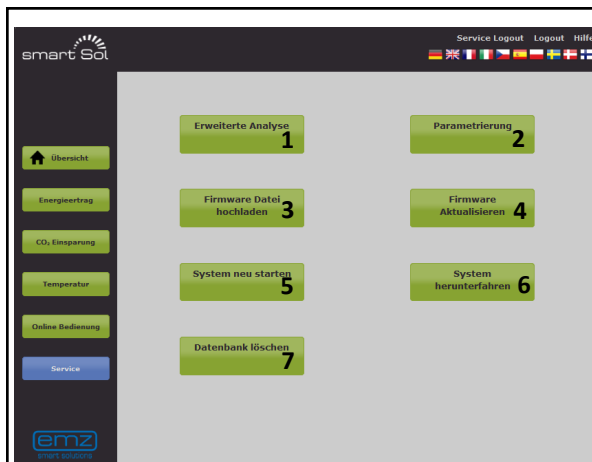 smart Sol
Service Logout Logout Hilfe
Übersicht
Energieertrag
CO₂ Einsparung
Temperatur
Online Bedienung
Service
emz
smart solutions
Erweiterte Analyse
1
Parametrierung
2
Firmware Datei
hochladen
3
Firmware
Aktualisieren
4
System neu starten
5
System
herunterfahren
6
Datenbank löschen
7